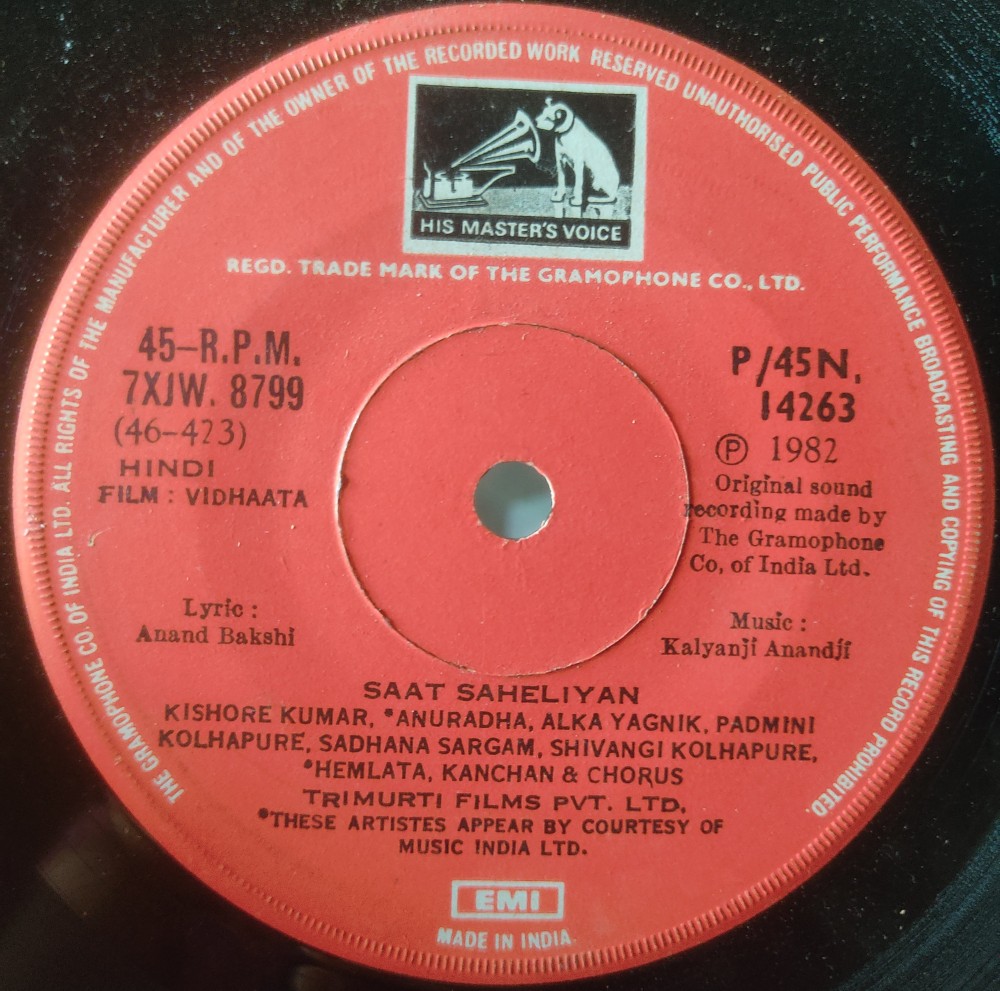 THE GRAMOPHONE CO. OF INDIA LTD. ALL RIGHTS OF THE MANUFACTURER AND OF THE OWNER OF THE RECORDED WORK RESERVED UNAUTHORISED PUBLIC PERFORMANCE BROADCASTING AND COPYING OF THIS RECORD PROHIBITED.
HIS MASTER'S VOICE
REGD. TRADE MARK OF THE GRAMOPHONE CO., LTD.
45-R.P.M.
7XJW. 8799
(46-423)
HINDI
FILM : VIDHAATA
P/45N.
14263
℗ 1982
Original sound
recording made by
The Gramophone
Co, of India Ltd.
Lyric :
Anand Bakshi
Music :
Kalyanji Anandji
SAAT SAHELIYAN
KISHORE KUMAR, *ANURADHA, ALKA YAGNIK, PADMINI
KOLHAPURE, SADHANA SARGAM, SHIVANGI KOLHAPURE,
*HEMLATA, KANCHAN & CHORUS
TRIMURTI FILMS PVT. LTD.
*THESE ARTISTES APPEAR BY COURTESY OF
MUSIC INDIA LTD.
EMI
MADE IN INDIA